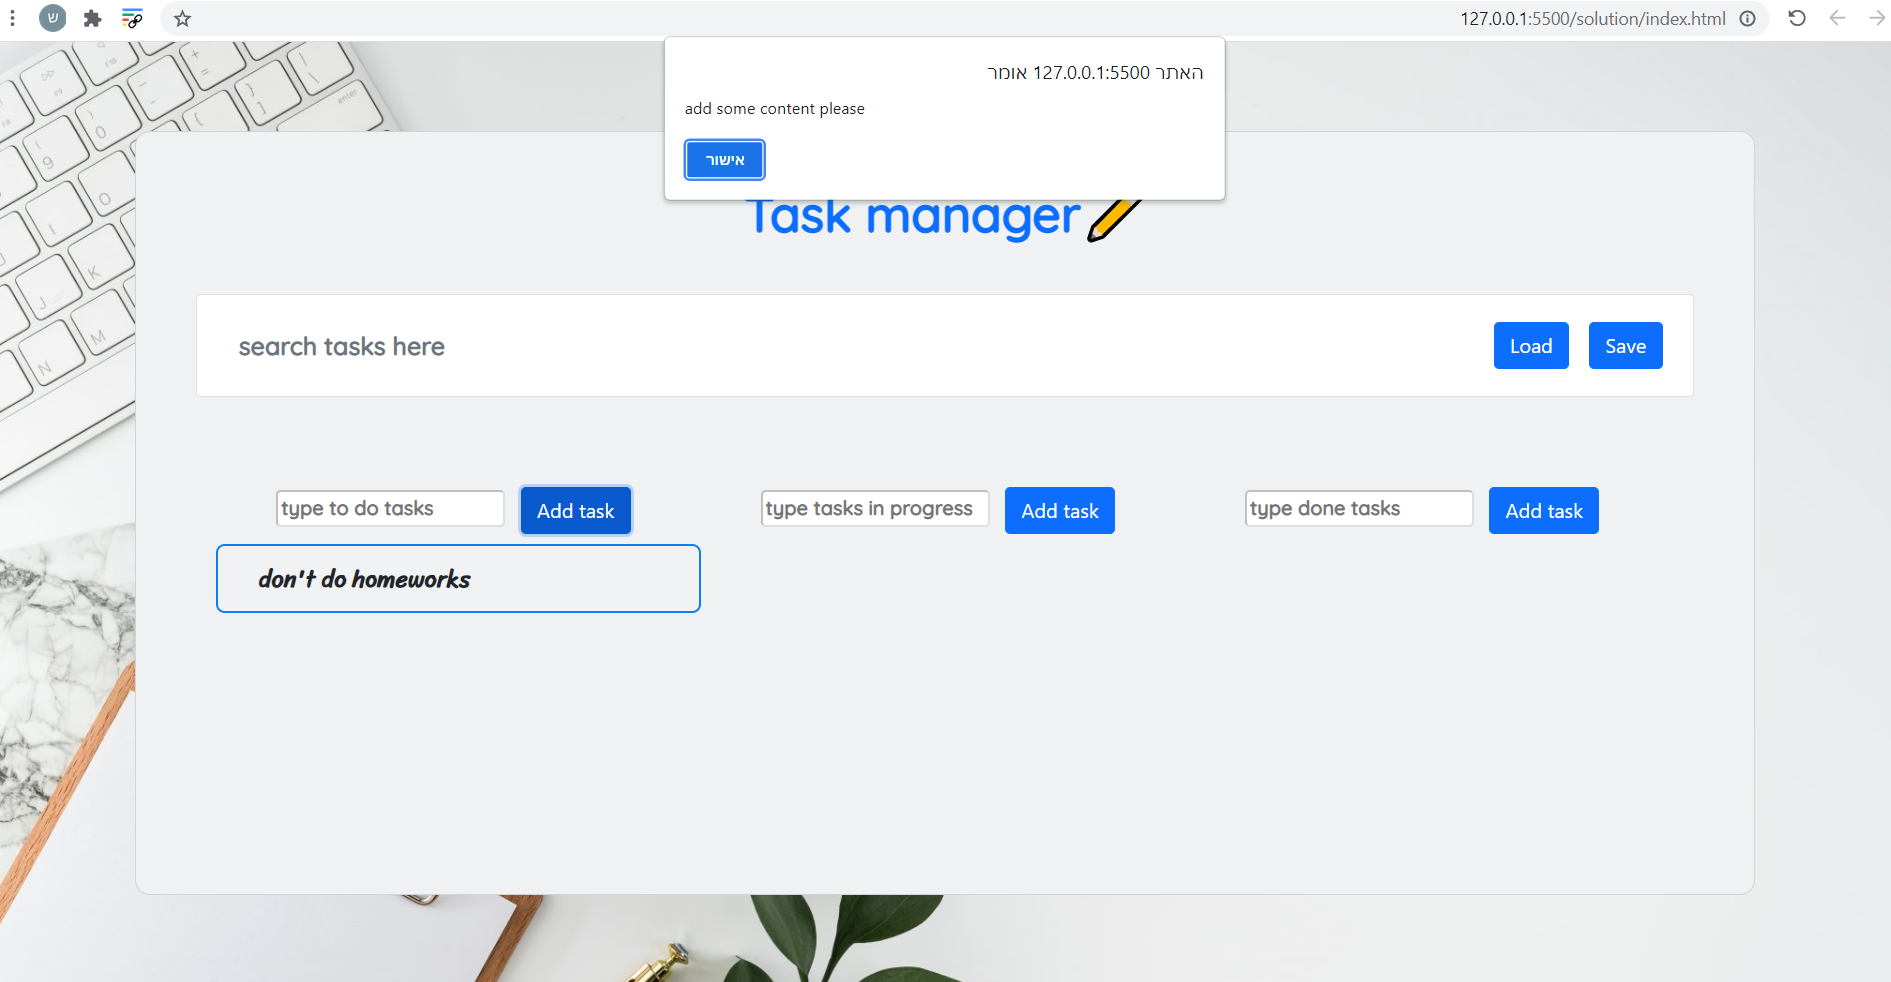 ש
127.0.0.1:5500/solution/index.html
האתר 127.0.0.1:5500 אומר
add some content please
אישור
Task manager
search tasks here
Load
Save
type to do tasks
Add task
type tasks in progress
Add task
type done tasks
Add task
don't do homeworks
enter